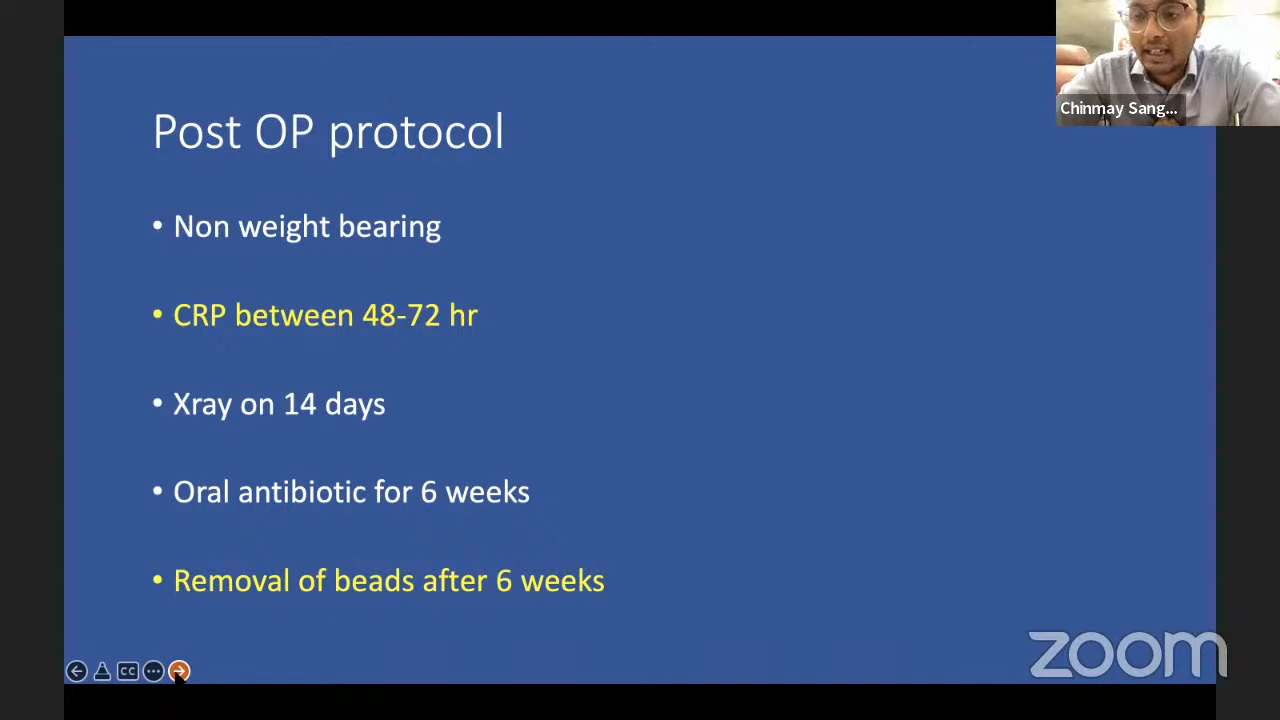 Chinmay Sang...
Post OP protocol
• Non weight bearing
• CRP between 48-72 hr
• Xray on 14 days
• Oral antibiotic for 6 weeks
• Removal of beads after 6 weeks
CC
zoom